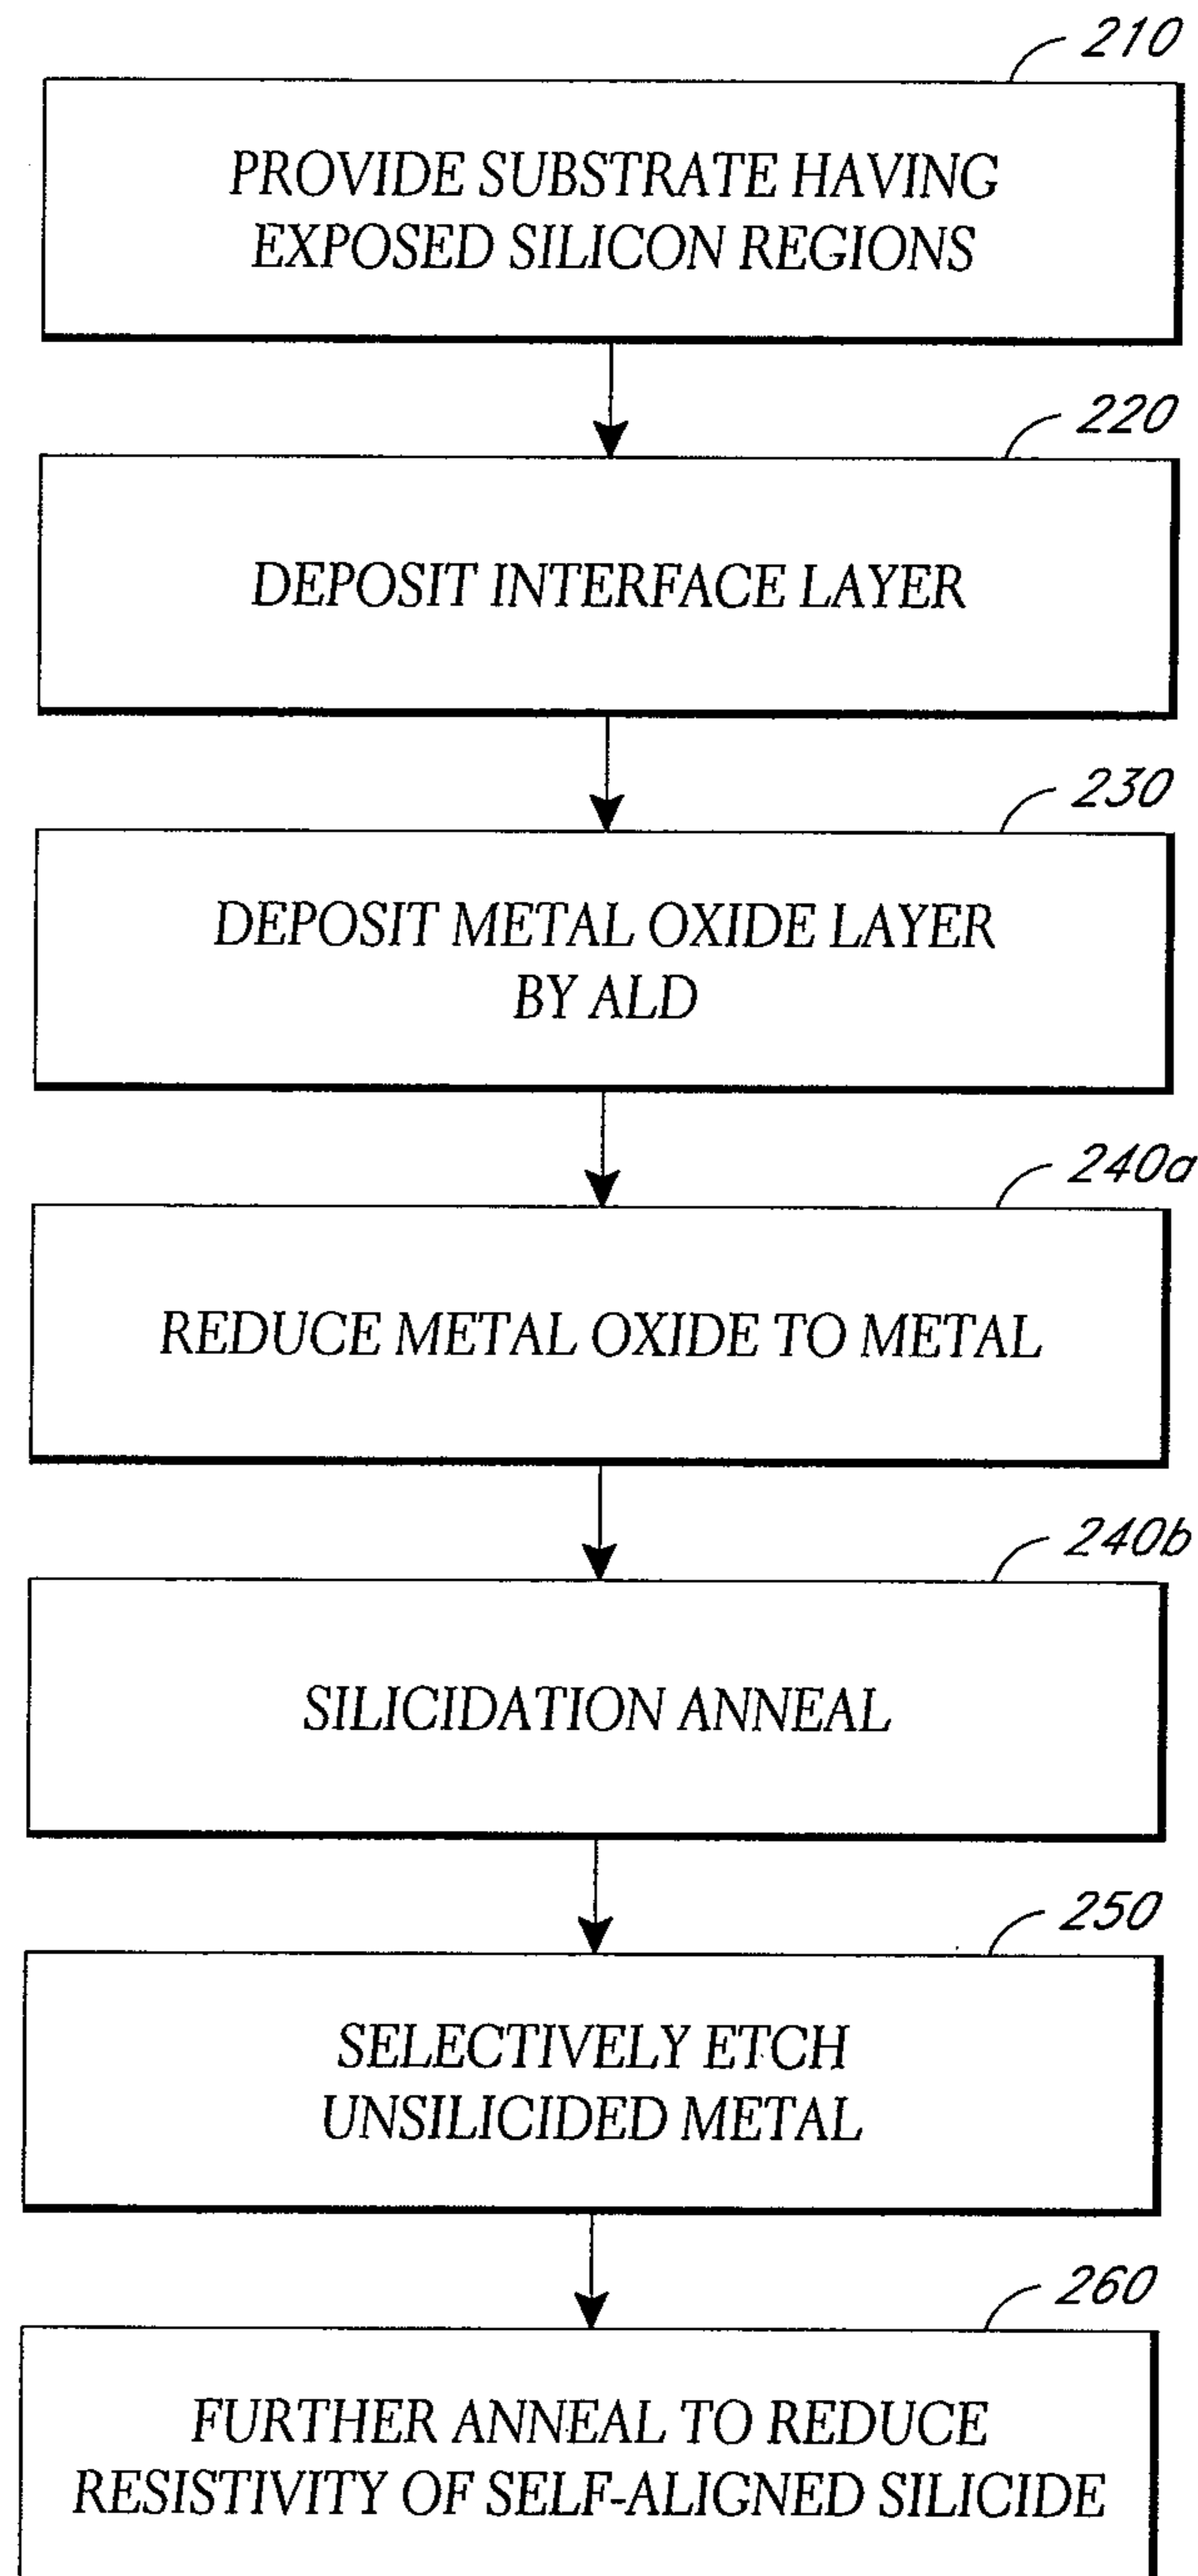 210
PROVIDE SUBSTRATE HAVING
EXPOSED SILICON REGIONS
220
DEPOSIT INTERFACE LAYER
230
DEPOSIT METAL OXIDE LAYER
BY ALD
240a
REDUCE METAL OXIDE TO METAL
240b
SILICIDATION ANNEAL
250
SELECTIVELY ETCH
UNSILICIDED METAL
260
FURTHER ANNEAL TO REDUCE
RESISTIVITY OF SELF-ALIGNED SILICIDE